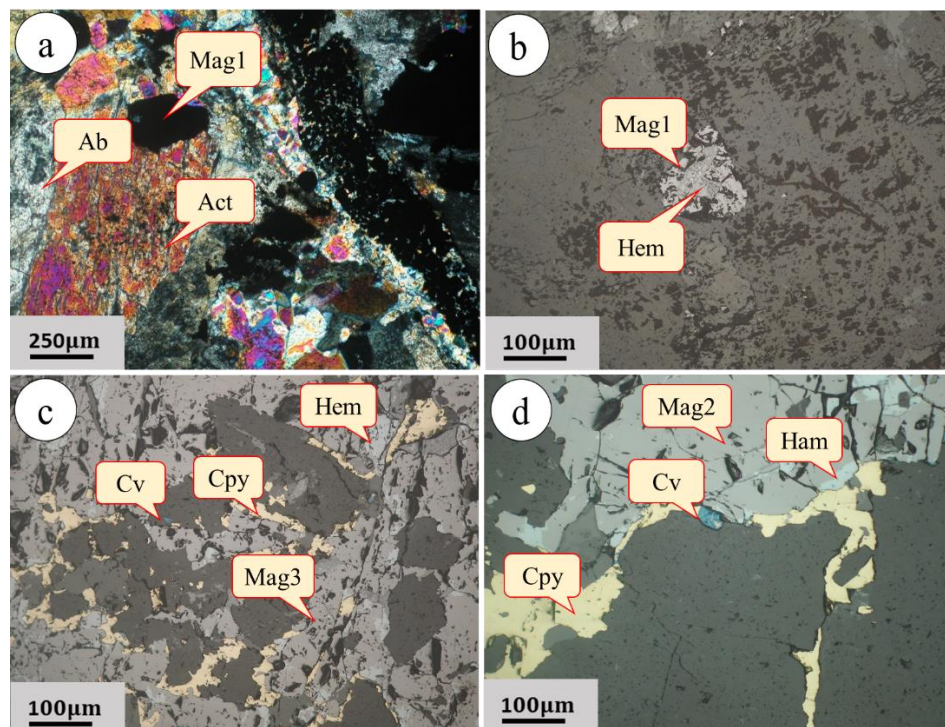 a
Mag1
Ab
Act
250μm
b
Mag1
Hem
100μm
c
Hem
Cv
Cpy
Mag3
100μm
d
Mag2
Ham
Cv
Cpy
100μm